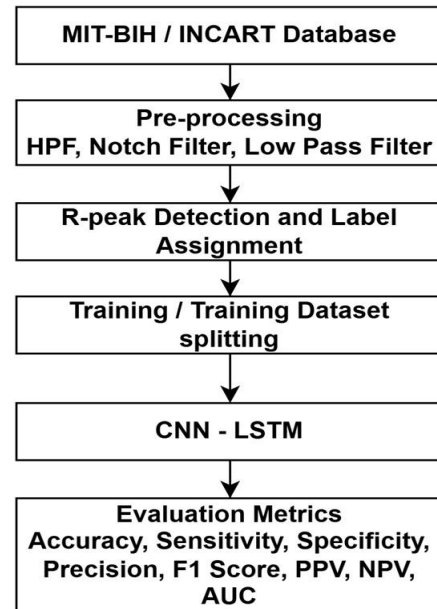 MIT-BIH / INCART Database
Pre-processing
HPF, Notch Filter, Low Pass Filter
R-peak Detection and Label
Assignment
Training / Training Dataset
splitting
CNN - LSTM
Evaluation Metrics
Accuracy, Sensitivity, Specificity,
Precision, F1 Score, PPV, NPV,
AUC